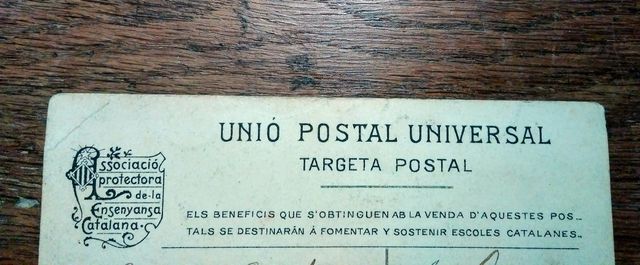 UNIÓ POSTAL UNIVERSAL
TARGETA POSTAL
Associació
protectora
de-la
Ensenyansa
Catalana
ELS BENEFICIS QUE S'OBTINGUEN AB LA VENDA D'AQUESTES POS-
TALS SE DESTINARÁN Á FOMENTAR Y SOSTENIR ESCOLES CATALANES.